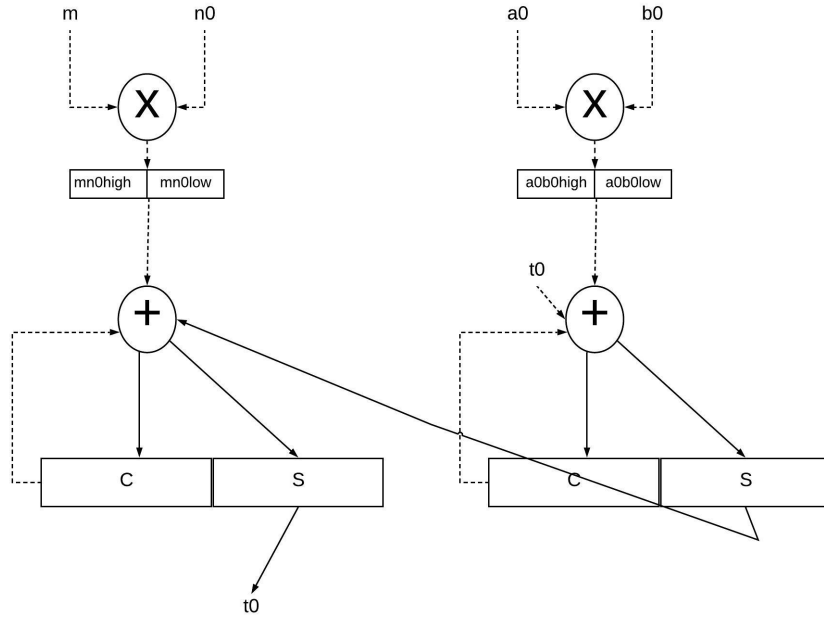 m n0 a0 b0
X X
mn0high mn0low a0b0high a0b0low
t0
+ +
C S C S
t0